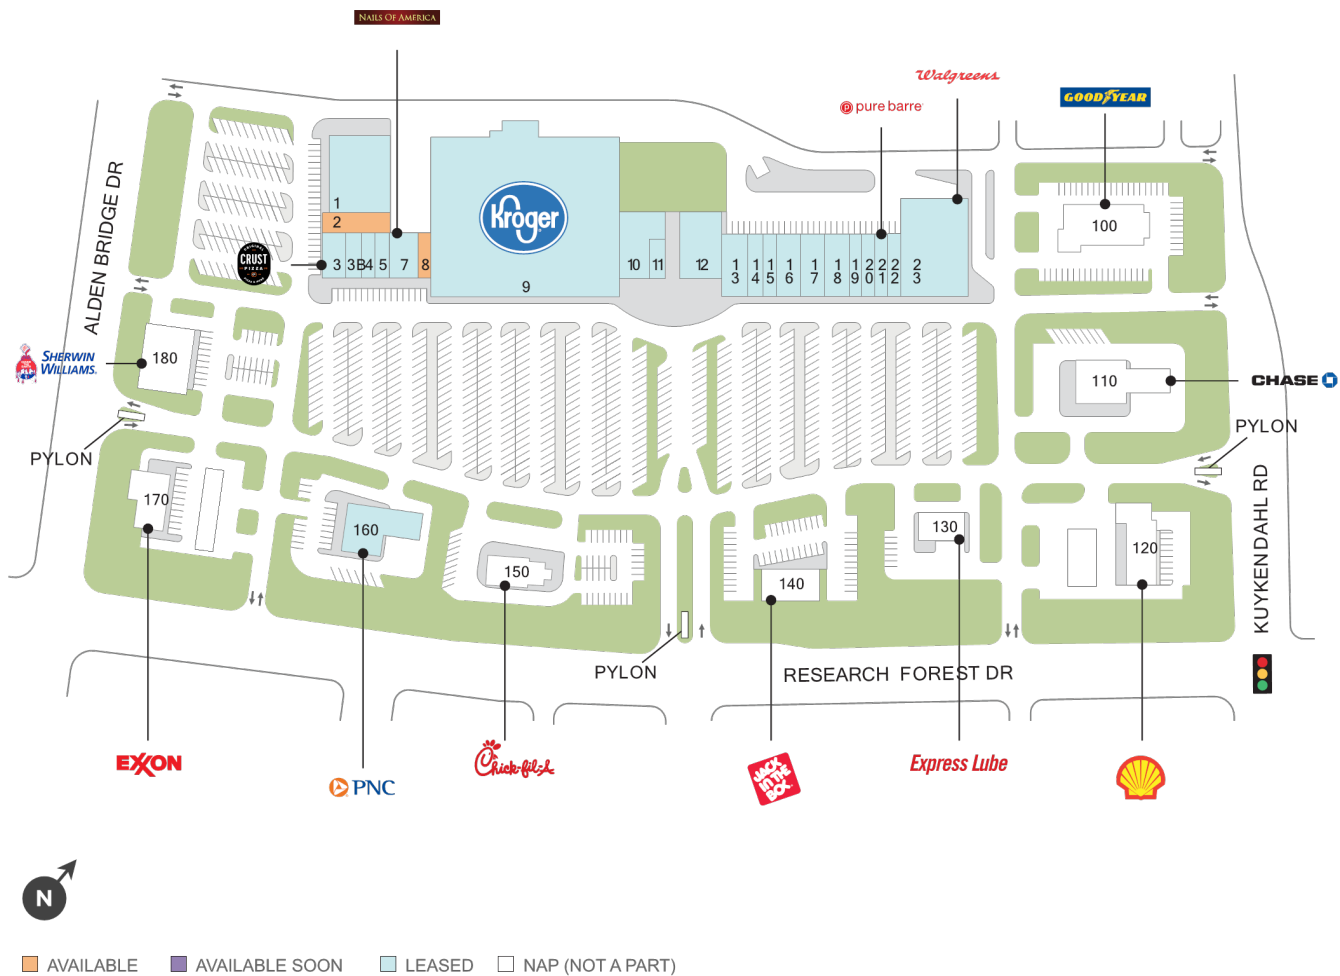 NAILS OF AMERICA
Walgreens
pure barre
GOODYEAR
ALDEN BRIDGE DR
1
2
3
3B
4
5
7
8
Kroger
9
10
11
12
13
14
15
16
17
18
19
20
21
22
23
100
CRUST
PIZZA
SHERWIN
WILLIAMS.
180
110
CHASE
PYLON
PYLON
KUYKENDAHL RD
170
160
150
140
130
120
PYLON
RESEARCH FOREST DR
EXXON
PNC
Chick-fil-A
JACK
IN THE
BOX
Express Lube
N
AVAILABLE
AVAILABLE SOON
LEASED
NAP (NOT A PART)